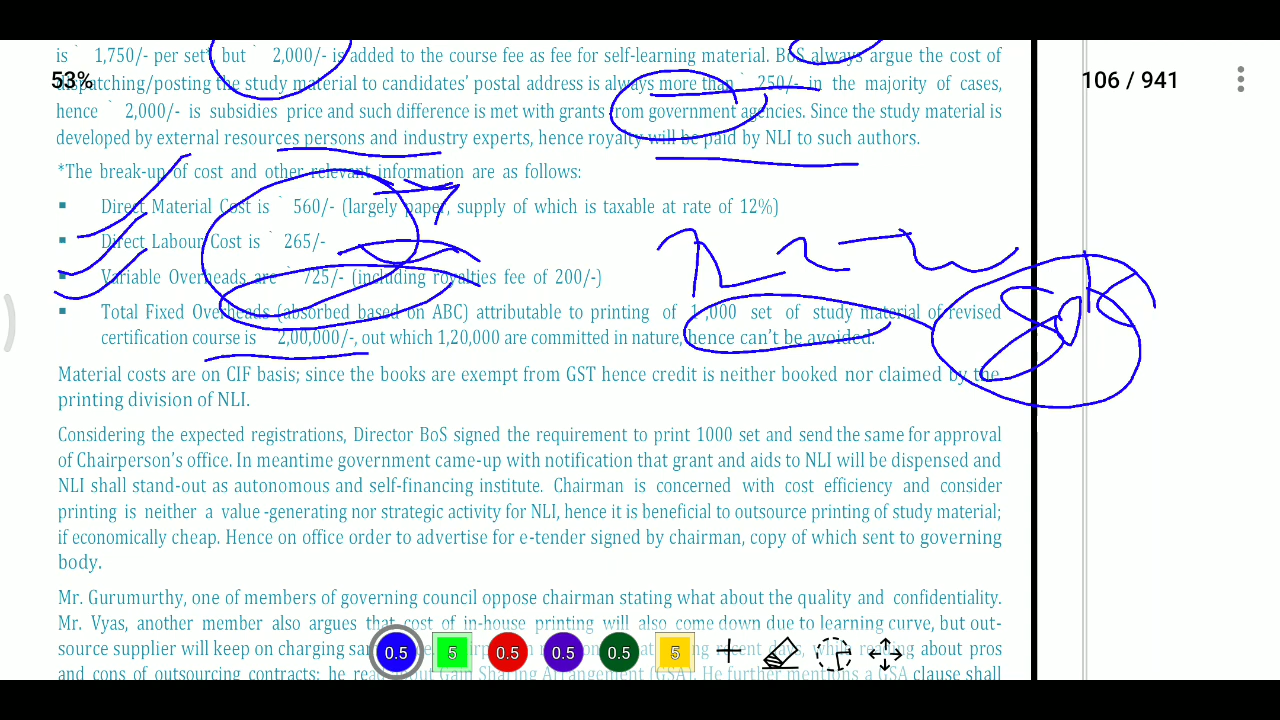 is ` 1,750/- per set*, but ` 2,000/- is added to the course fee as fee for self-learning material. BoS always argue the cost of
53%
dispatching/posting the study material to candidates' postal address is always more than ` 250/- in the majority of cases,
106 / 941
hence ` 2,000/- is subsidies price and such difference is met with grants from government agencies. Since the study material is
developed by external resources persons and industry experts, hence royalty will be paid by NLI to such authors.
*The break-up of cost and other relevant information are as follows:
▪ Direct Material Cost is ` 560/- (largely paper, supply of which is taxable at rate of 12%)
▪ Direct Labour Cost is ` 265/-
▪ Variable Overheads are ` 725/- (including royalties fee of 200/-)
▪ Total Fixed Overheads (absorbed based on ABC) attributable to printing of 1,000 set of study material of revised
certification course is ` 2,00,000/-, out which 1,20,000 are committed in nature, hence can't be avoided.
Material costs are on CIF basis; since the books are exempt from GST hence credit is neither booked nor claimed by the
printing division of NLI.
Considering the expected registrations, Director BoS signed the requirement to print 1000 set and send the same for approval
of Chairperson's office. In meantime government came-up with notification that grant and aids to NLI will be dispensed and
NLI shall stand-out as autonomous and self-financing institute. Chairman is concerned with cost efficiency and consider
printing is neither a value -generating nor strategic activity for NLI, hence it is beneficial to outsource printing of study material;
if economically cheap. Hence on office order to advertise for e-tender signed by chairman, copy of which sent to governing
body.
Mr. Gurumurthy, one of members of governing council oppose chairman stating what about the quality and confidentiality.
Mr. Vyas, another member also argues that cost of in-house printing will also come down due to learning curve, but out-
source supplier will keep on charging about pros
0.5 5 0.5 0.5 0.5 5
and cons of outsourcing contracts; he Gain Sharing Arrangement (GSA). He further mentions a GSA clause shall